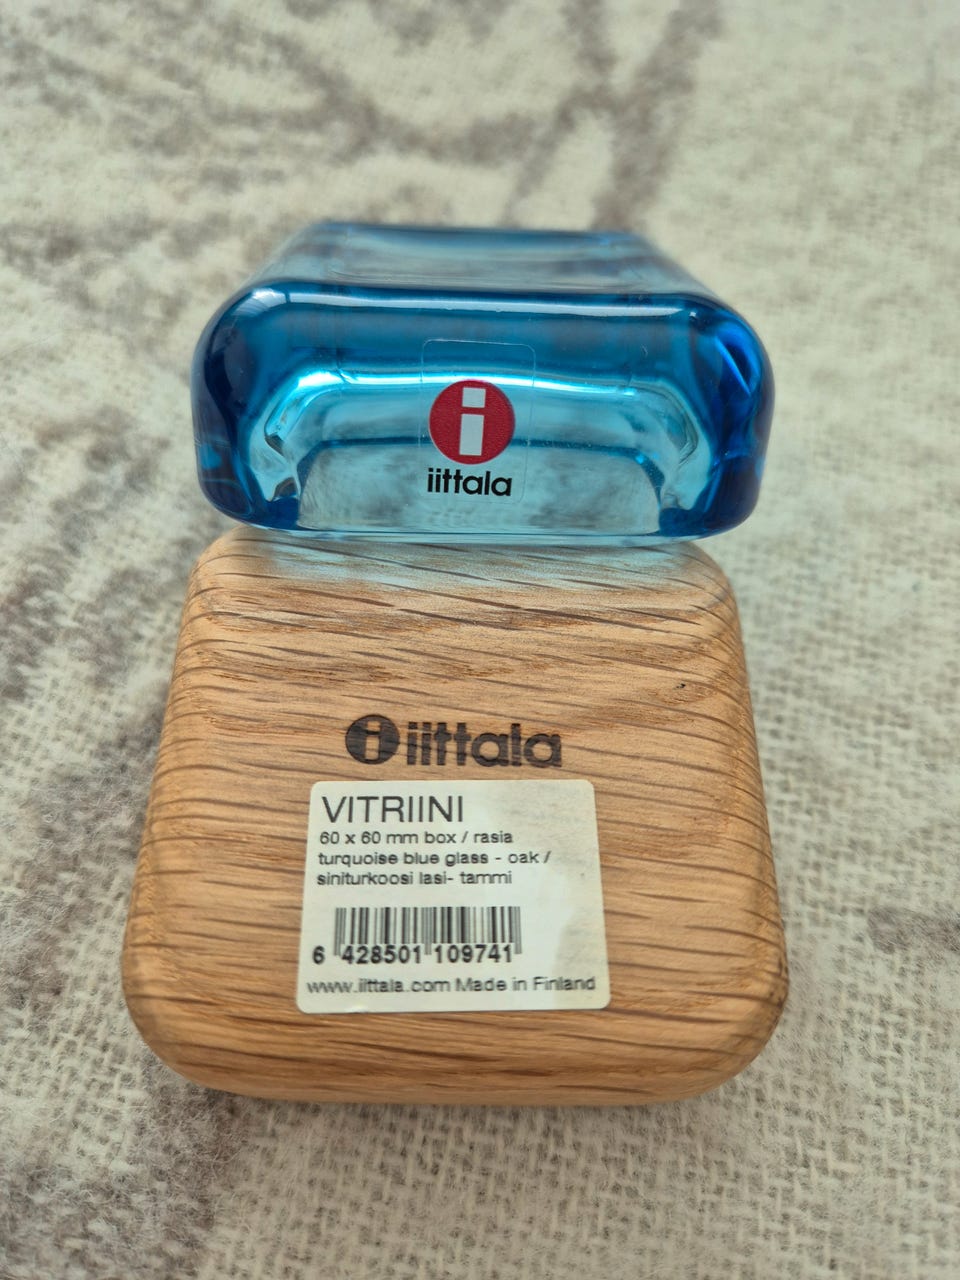 i
iittala
i iittala
VITRIINI
60 x 60 mm box / rasia
turquoise blue glass - oak /
siniturkoosi lasi- tammi
6 428501 109741
www.iittala.com Made in Finland